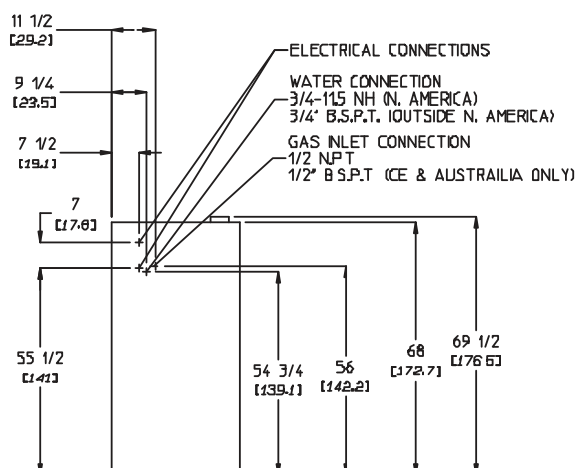 11 1/2
[29.2]
ELECTRICAL CONNECTIONS
9 1/4
[23.5]
WATER CONNECTION
3/4-11.5 NH (N. AMERICA)
3/4" B.S.P.T. (OUTSIDE N. AMERICA)
7 1/2
[19.1]
GAS INLET CONNECTION
1/2 N.P.T
1/2" B.S.P.T (CE & AUSTRAILIA ONLY)
7
[17.8]
55 1/2
[141]
54 3/4
[139.1]
56
[142.2]
68
[172.7]
69 1/2
[176.5]